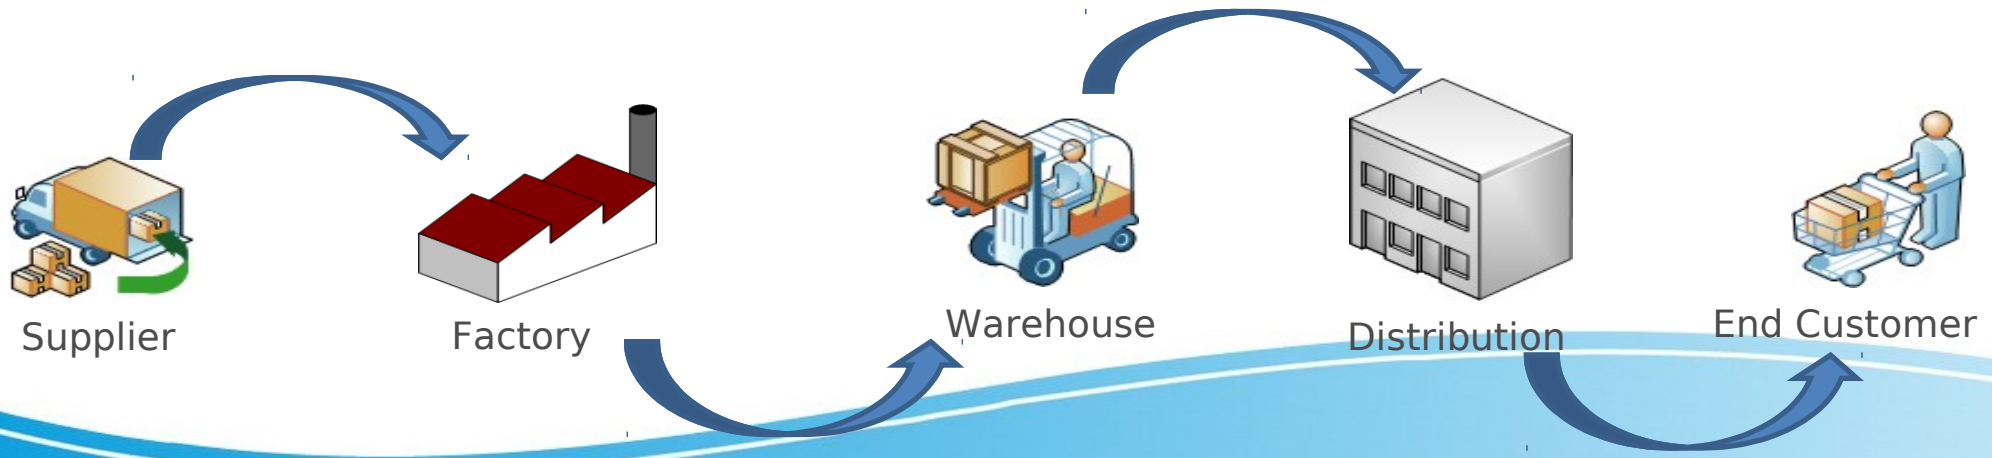 Supplier
Factory
Warehouse
Distribution
End Customer